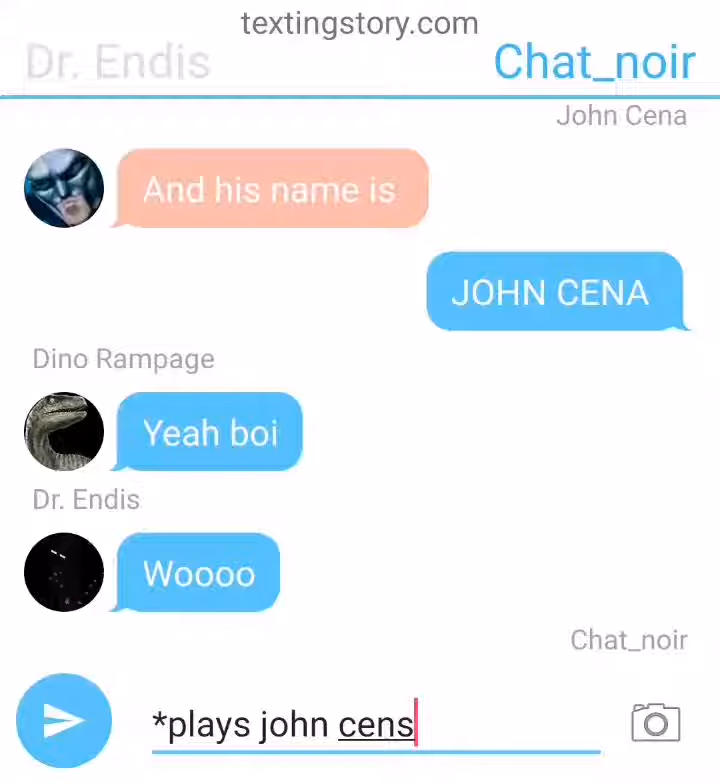 textingstory.com
Dr. Endis Chat_noir
John Cena
And his name is
JOHN CENA
Dino Rampage
Yeah boi
Dr. Endis
Woooo
Chat_noir
*plays john cens